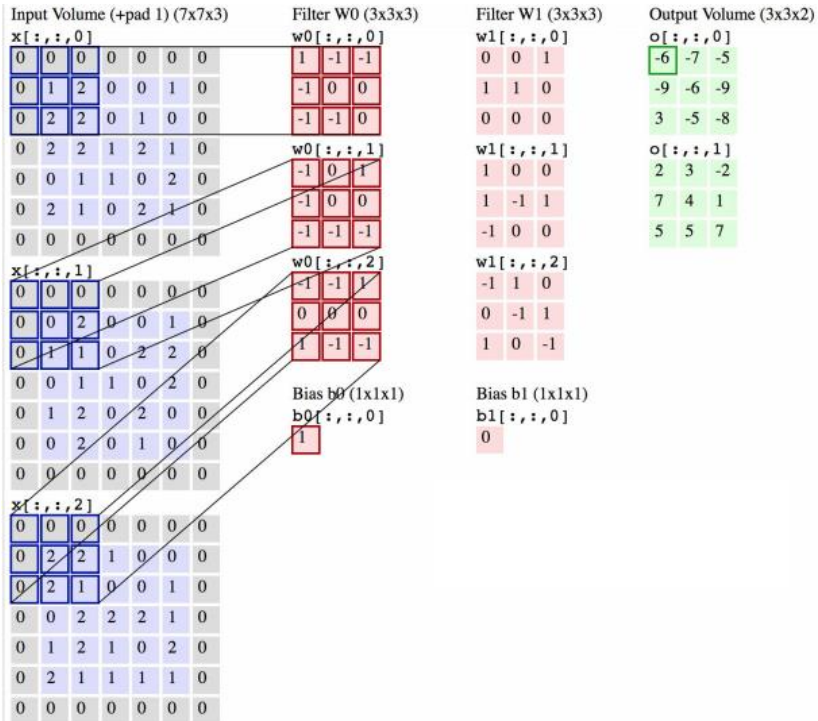 Input Volume (+pad 1) (7x7x3)
x[:,:,0]
0 0 0 0 0 0 0
0 1 2 0 0 1 0
0 2 2 0 1 0 0
0 2 2 1 2 1 0
0 0 1 1 0 2 0
0 2 1 0 2 1 0
0 0 0 0 0 0 0
x[:,:,1]
0 0 0 0 0 0 0
0 0 2 0 0 1 0
0 1 1 0 2 2 0
0 0 1 1 0 2 0
0 1 2 0 2 0 0
0 0 2 0 1 0 0
0 0 0 0 0 0 0
x[:,:,2]
0 0 0 0 0 0 0
0 2 2 1 0 0 0
0 2 1 0 0 1 0
0 0 2 2 2 1 0
0 1 2 1 0 2 0
0 2 1 1 1 1 0
0 0 0 0 0 0 0
Filter W0 (3x3x3)
w0[:,:,0]
1 -1 -1
-1 0 0
-1 -1 0
w0[:,:,1]
-1 0 1
-1 0 0
-1 -1 -1
w0[:,:,2]
-1 -1 1
0 0 0
1 -1 -1
Bias b0 (1x1x1)
b0[:,:,0]
1
Filter W1 (3x3x3)
w1[:,:,0]
0 0 1
1 1 0
0 0 0
w1[:,:,1]
1 0 0
1 -1 1
-1 0 0
w1[:,:,2]
-1 1 0
0 -1 1
1 0 -1
Bias b1 (1x1x1)
b1[:,:,0]
0
Output Volume (3x3x2)
o[:,:,0]
-6 -7 -5
-9 -6 -9
3 -5 -8
o[:,:,1]
2 3 -2
7 4 1
5 5 7